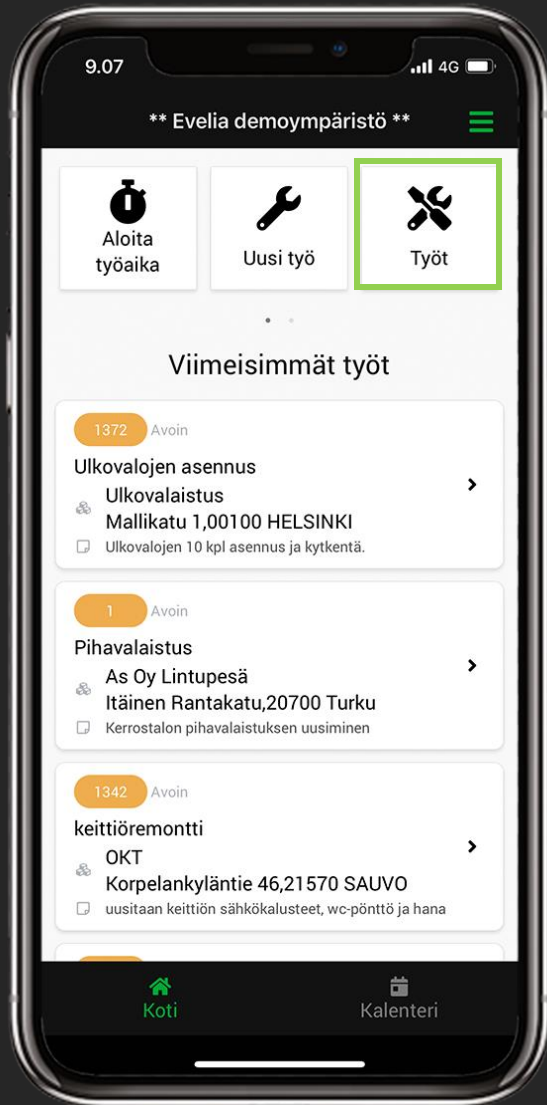 9.07
4G
** Evelia demoympäristö **
Aloita
työaika
Uusi työ
Työt
Viimeisimmät työt
1372 Avoin
Ulkovalojen asennus
Ulkovalaistus
Mallikatu 1,00100 HELSINKI
Ulkovalojen 10 kpl asennus ja kytkentä.
1 Avoin
Pihavalaistus
As Oy Lintupesä
Itäinen Rantakatu,20700 Turku
Kerrostalon pihavalaistuksen uusiminen
1342 Avoin
keittiöremontti
OKT
Korpelankyläntie 46,21570 SAUVO
uusitaan keittiön sähkökalusteet, wc-pönttö ja hana
Koti
Kalenteri